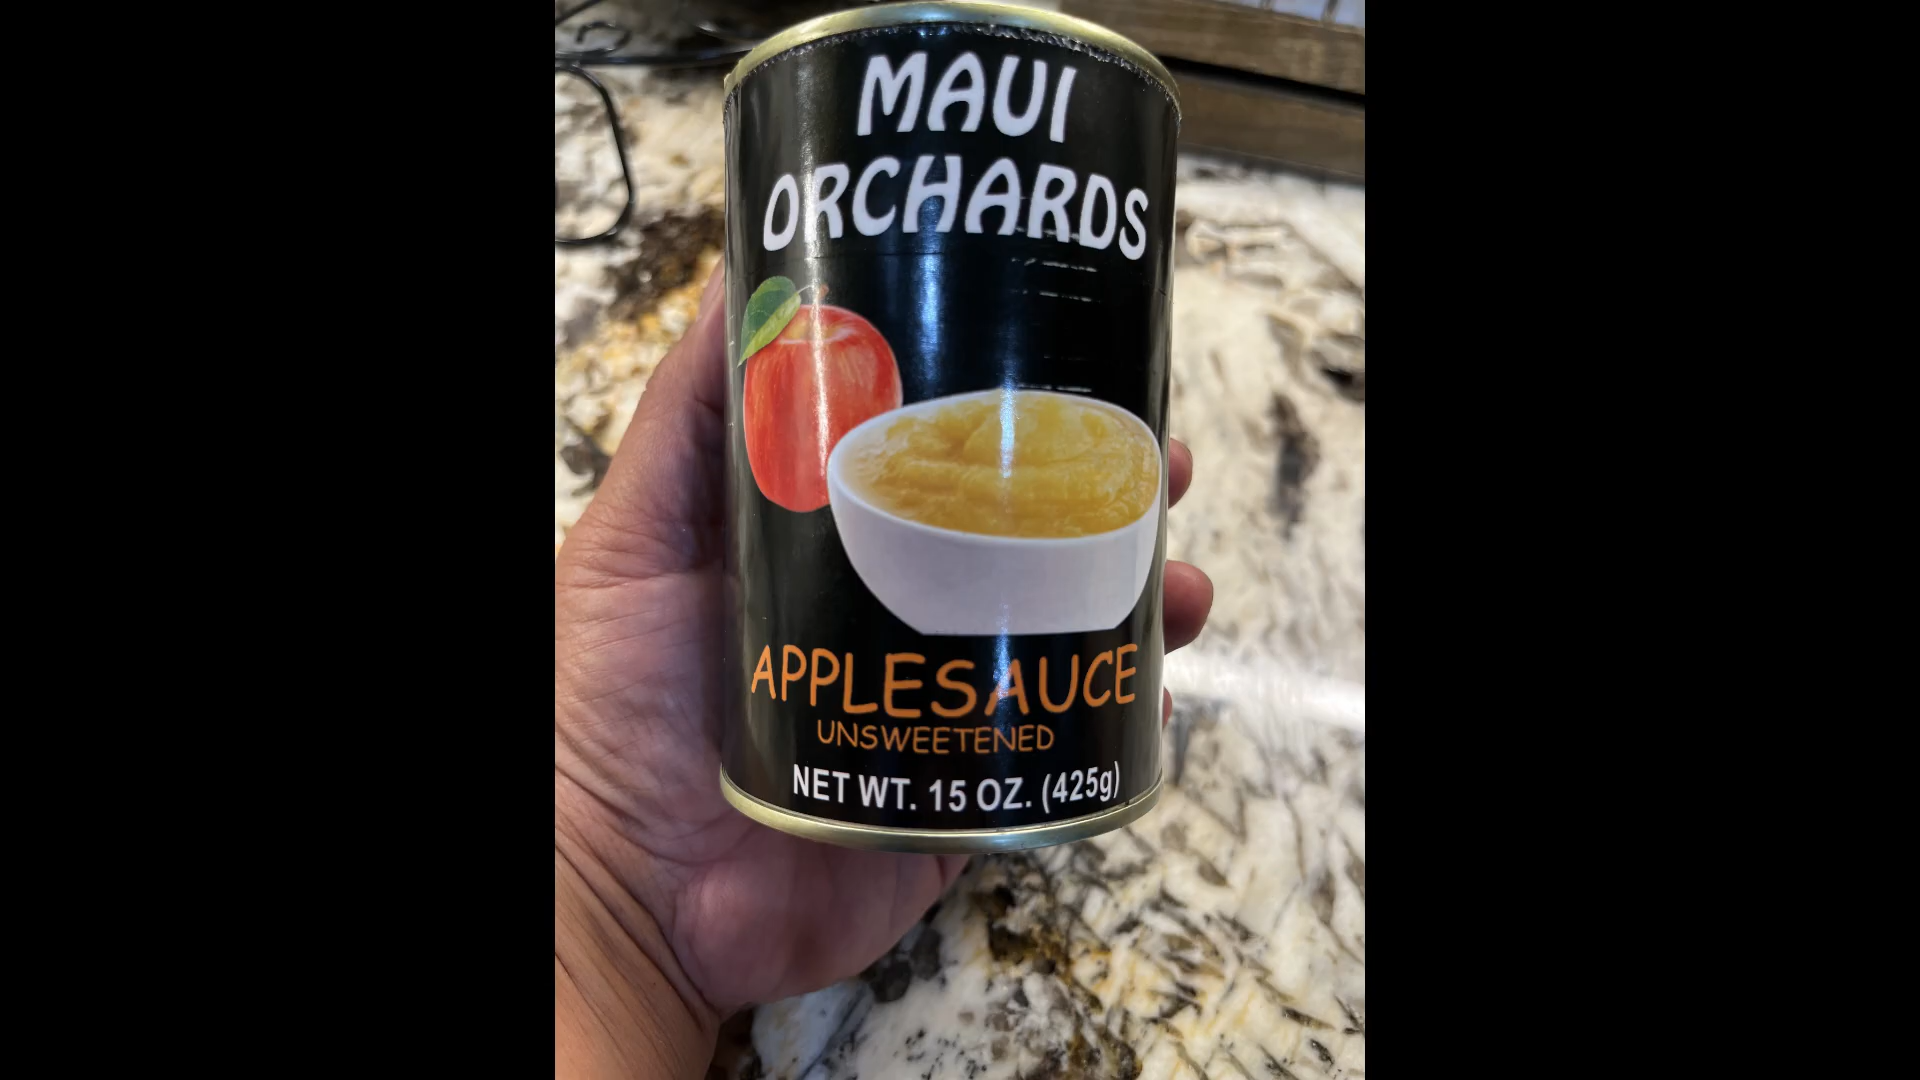 MAUI
ORCHARDS
APPLESAUCE
UNSWEETENED
NET WT. 15 OZ. (425g)